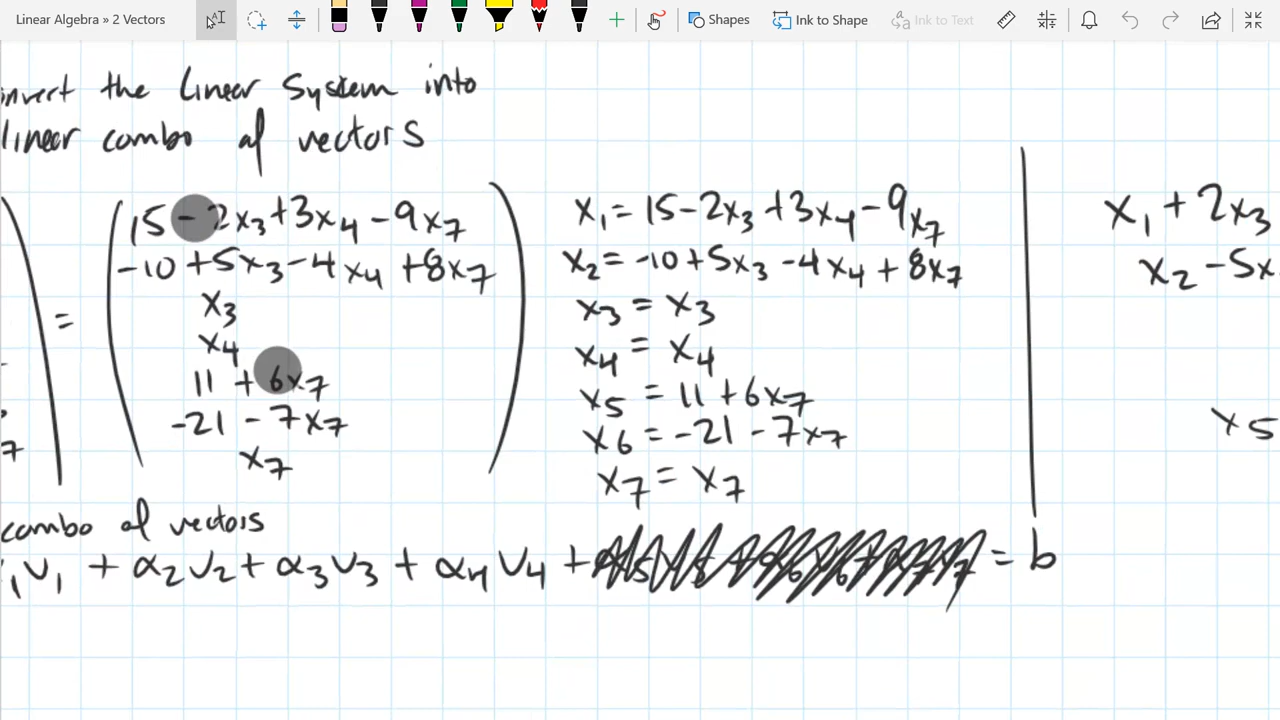 Linear Algebra » 2 Vectors
Shapes
Ink to Shape
Ink to Text
nvert the Linear System into
linear combo of vectors
= ( 15 - 2x₃ + 3x₄ - 9x₇
-10 + 5x₃ - 4x₄ + 8x₇
x₃
x₄
11 + 6x₇
-21 - 7x₇
x₇ )
7
x₁ = 15 - 2x₃ + 3x₄ - 9x₇
x₂ = -10 + 5x₃ - 4x₄ + 8x₇
x₃ = x₃
x₄ = x₄
x₅ = 11 + 6x₇
x₆ = -21 - 7x₇
x₇ = x₇
x₁ + 2x₃
x₂ - 5x
x₅
combo of vectors
₁v₁ + α₂v₂ + α₃v₃ + α₄v₄ + = b